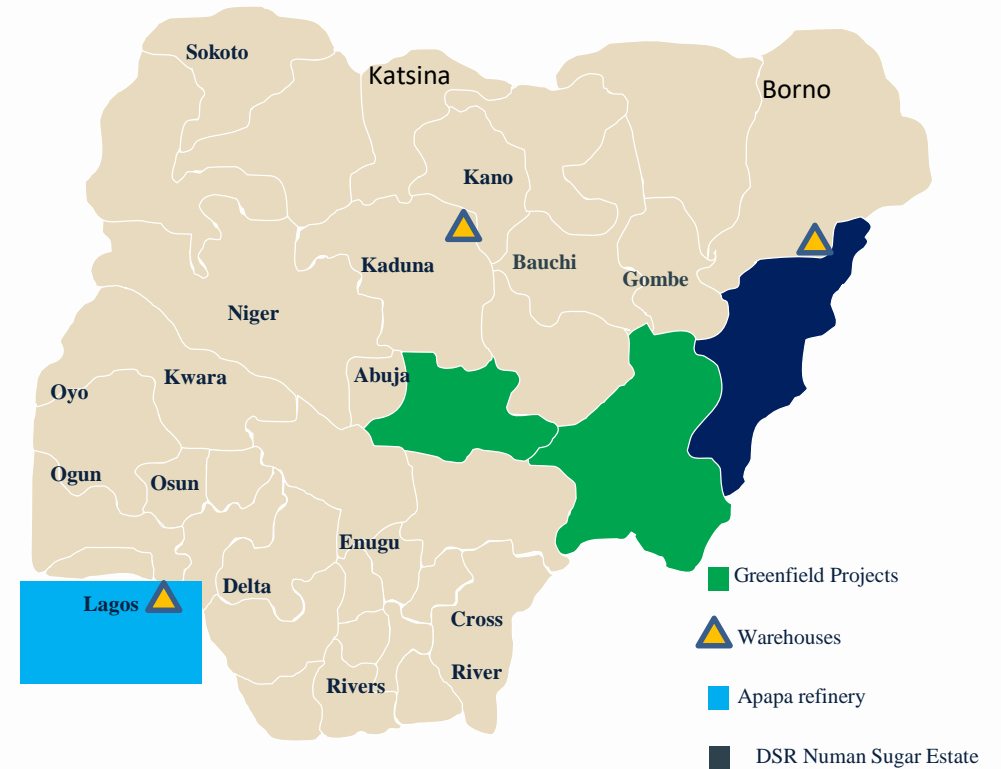 Sokoto
Katsina
Borno
Kano
Kaduna
Bauchi
Gombe
Niger
Abuja
Kwara
Oyo
Ogun
Osun
Enugu
Delta
Lagos
Cross
River
Rivers
Greenfield Projects
Warehouses
Apapa refinery
DSR Numan Sugar Estate